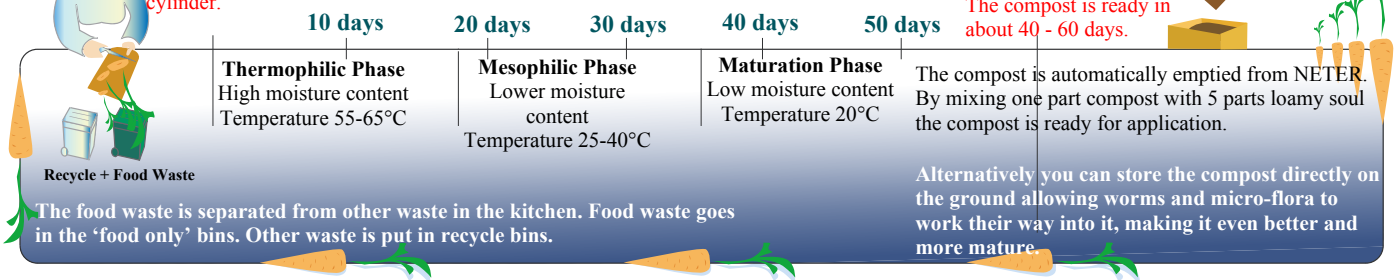 cylinder.
10 days
20 days
30 days
40 days
50 days
The compost is ready in
about 40 - 60 days.
Thermophilic Phase
High moisture content
Temperature 55-65°C
Mesophilic Phase
Lower moisture
content
Temperature 25-40°C
Maturation Phase
Low moisture content
Temperature 20°C
The compost is automatically emptied from NETER.
By mixing one part compost with 5 parts loamy soul
the compost is ready for application.
Recycle + Food Waste
Alternatively you can store the compost directly on
the ground allowing worms and micro-flora to
work their way into it, making it even better and
more mature.
The food waste is separated from other waste in the kitchen. Food waste goes
in the ‘food only’ bins. Other waste is put in recycle bins.